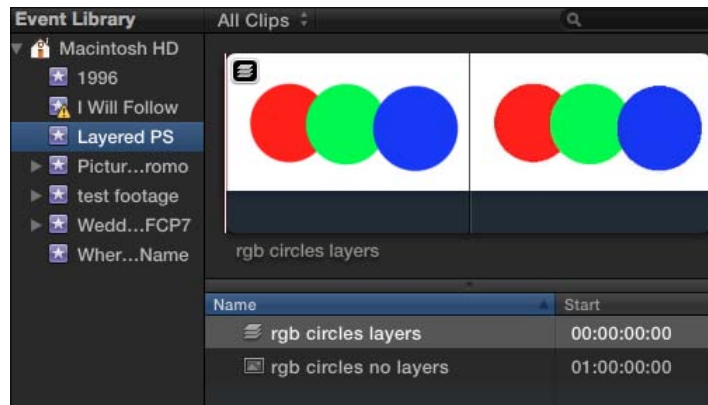 Event Library
All Clips
Macintosh HD
1996
I Will Follow
Layered PS
Pictur...romo
test footage
Wedd...FCP7
Wher...Name
rgb circles layers
Name
Start
rgb circles layers
00:00:00:00
rgb circles no layers
01:00:00:00